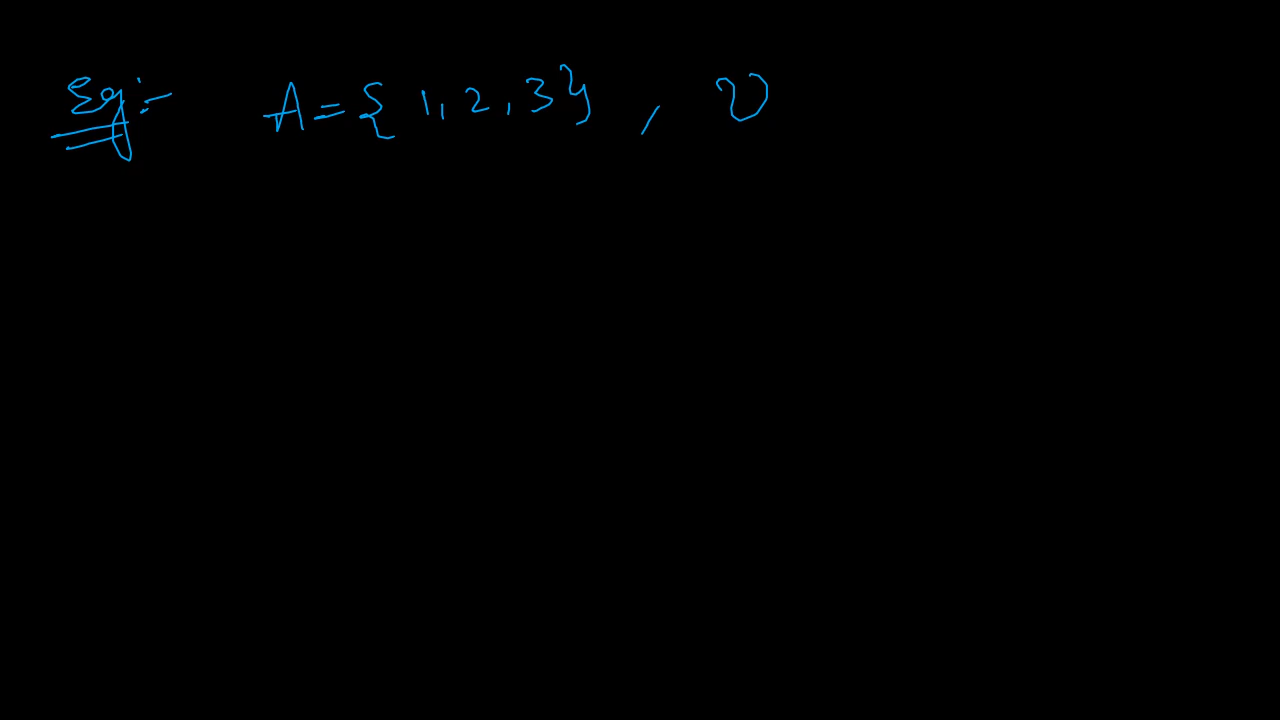 Eg:- A = { 1, 2, 3 } , U